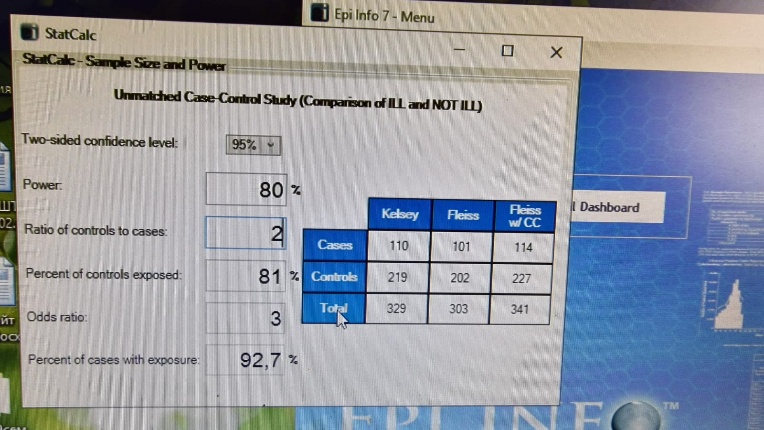 Epi Info 7 - Menu
StatCalc
StatCalc - Sample Size and Power
Unmatched Case-Control Study (Comparison of ILL and NOT ILL)
Two-sided confidence level: 95%
Power: 80 %
Ratio of controls to cases: 2
Percent of controls exposed: 81 %
Odds ratio: 3
Percent of cases with exposure: 92,7 %
Kelsey Fleiss Fleiss w/ CC
Cases 110 101 114
Controls 219 202 227
Total 329 303 341
Dashboard
EPI INFO TM